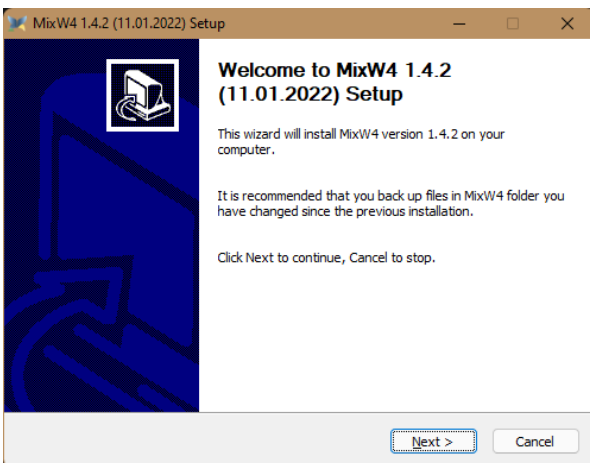 MixW4 1.4.2 (11.01.2022) Setup
Welcome to MixW4 1.4.2
(11.01.2022) Setup
This wizard will install MixW4 version 1.4.2 on your
computer.
It is recommended that you back up files in MixW4 folder you
have changed since the previous installation.
Click Next to continue, Cancel to stop.
Next >
Cancel